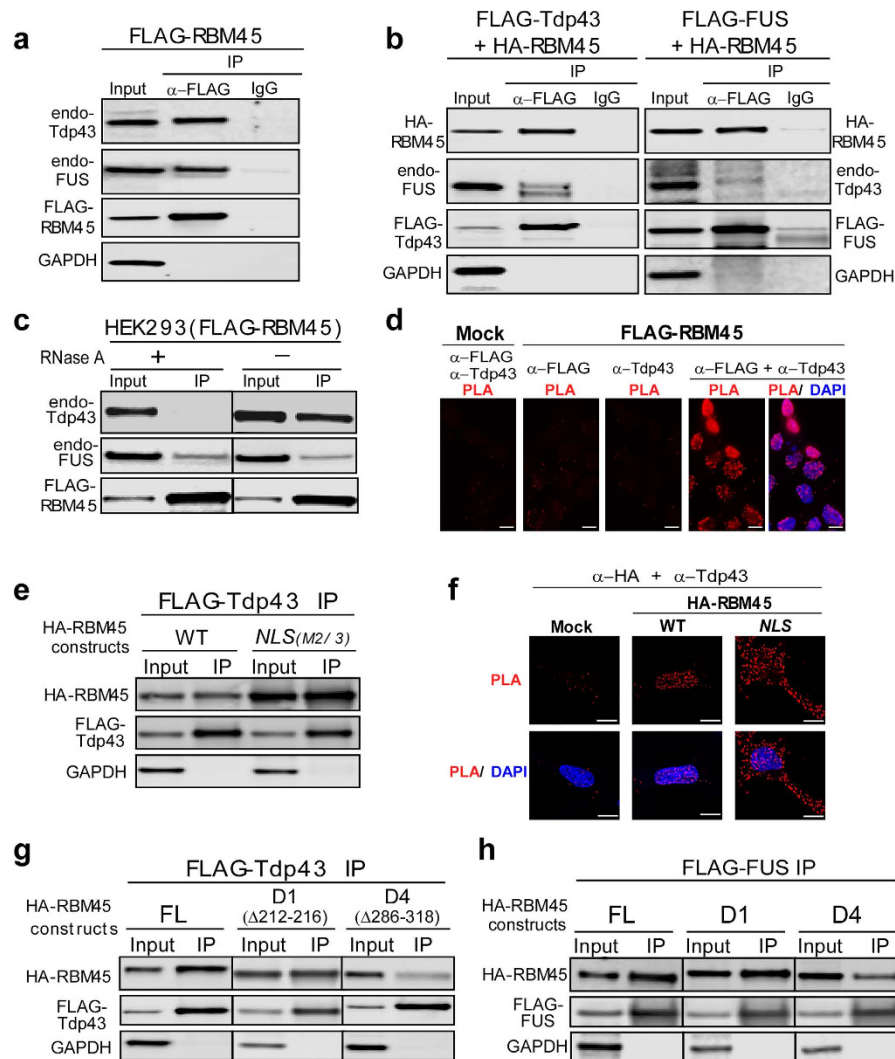 a
FLAG-RBM45
IP
Input α–FLAG IgG
endo-
Tdp43
endo-
FUS
FLAG-
RBM45
GAPDH
b
FLAG-Tdp43
+ HA-RBM45
FLAG-FUS
+ HA-RBM45
IP
IP
Input α–FLAG IgG
Input α–FLAG IgG
HA-
RBM45
endo-
FUS
FLAG-
Tdp43
GAPDH
HA-
RBM45
endo-
Tdp43
FLAG-
FUS
GAPDH
c
HEK293(FLAG-RBM45)
RNase A + –
Input IP Input IP
endo-
Tdp43
endo-
FUS
FLAG-
RBM45
d
Mock
FLAG-RBM45
α–FLAG
α–Tdp43
α–FLAG α–Tdp43 α–FLAG + α–Tdp43
PLA PLA PLA PLA PLA/ DAPI
e
FLAG-Tdp43 IP
HA-RBM45
constructs
WT NLS(M2/3)
Input IP Input IP
HA-RBM45
FLAG-
Tdp43
GAPDH
f
α–HA + α–Tdp43
HA-RBM45
Mock WT NLS
PLA
PLA/ DAPI
g
FLAG-Tdp43 IP
HA-RBM45
constructs
FL
D1
(Δ212-216)
D4
(Δ286-318)
Input IP Input IP Input IP
HA-RBM45
FLAG-
Tdp43
GAPDH
h
FLAG-FUS IP
HA-RBM45
constructs
FL D1 D4
Input IP Input IP Input IP
HA-RBM45
FLAG-
FUS
GAPDH